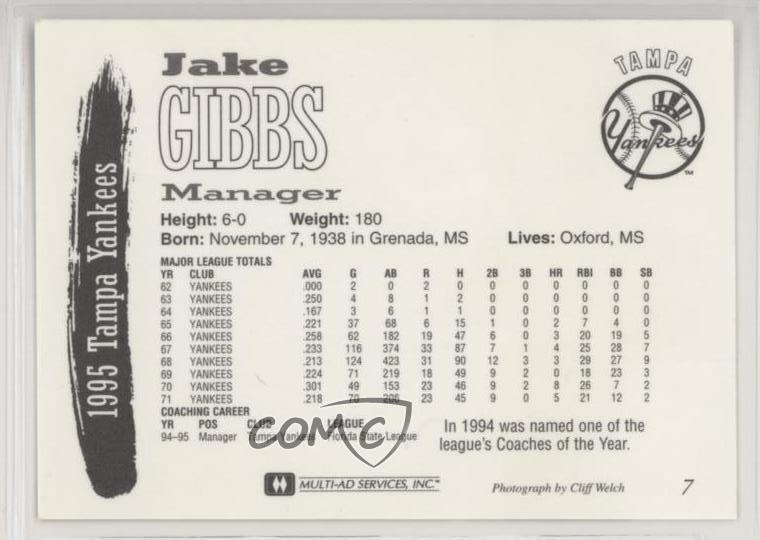 Jake
GIBBS
TAMPA
Yankees
TM
Manager
1995 Tampa Yankees
Height: 6-0 Weight: 180
Born: November 7, 1938 in Grenada, MS Lives: Oxford, MS
MAJOR LEAGUE TOTALS
YR CLUB AVG G AB R H 2B 3B HR RBI BB SB
62 YANKEES .000 2 0 2 0 0 0 0 0 0 0
63 YANKEES .250 4 8 1 2 0 0 0 0 0 0
64 YANKEES .167 3 6 1 1 0 0 0 0 0 0
65 YANKEES .221 37 68 6 15 1 0 2 7 4 0
66 YANKEES .258 62 182 19 47 6 0 3 20 19 5
67 YANKEES .233 116 374 33 87 7 1 4 25 28 7
68 YANKEES .213 124 423 31 90 12 3 3 29 27 9
69 YANKEES .224 71 219 18 49 9 2 0 18 23 3
70 YANKEES .301 49 153 23 46 9 2 8 26 7 2
71 YANKEES .218 70 206 23 45 9 0 5 21 12 2
COACHING CAREER
YR POS CLUB LEAGUE
94–95 Manager Tampa Yankees Florida State League
In 1994 was named one of the
league's Coaches of the Year.
COMC
MULTI-AD SERVICES, INC.™
Photograph by Cliff Welch
7